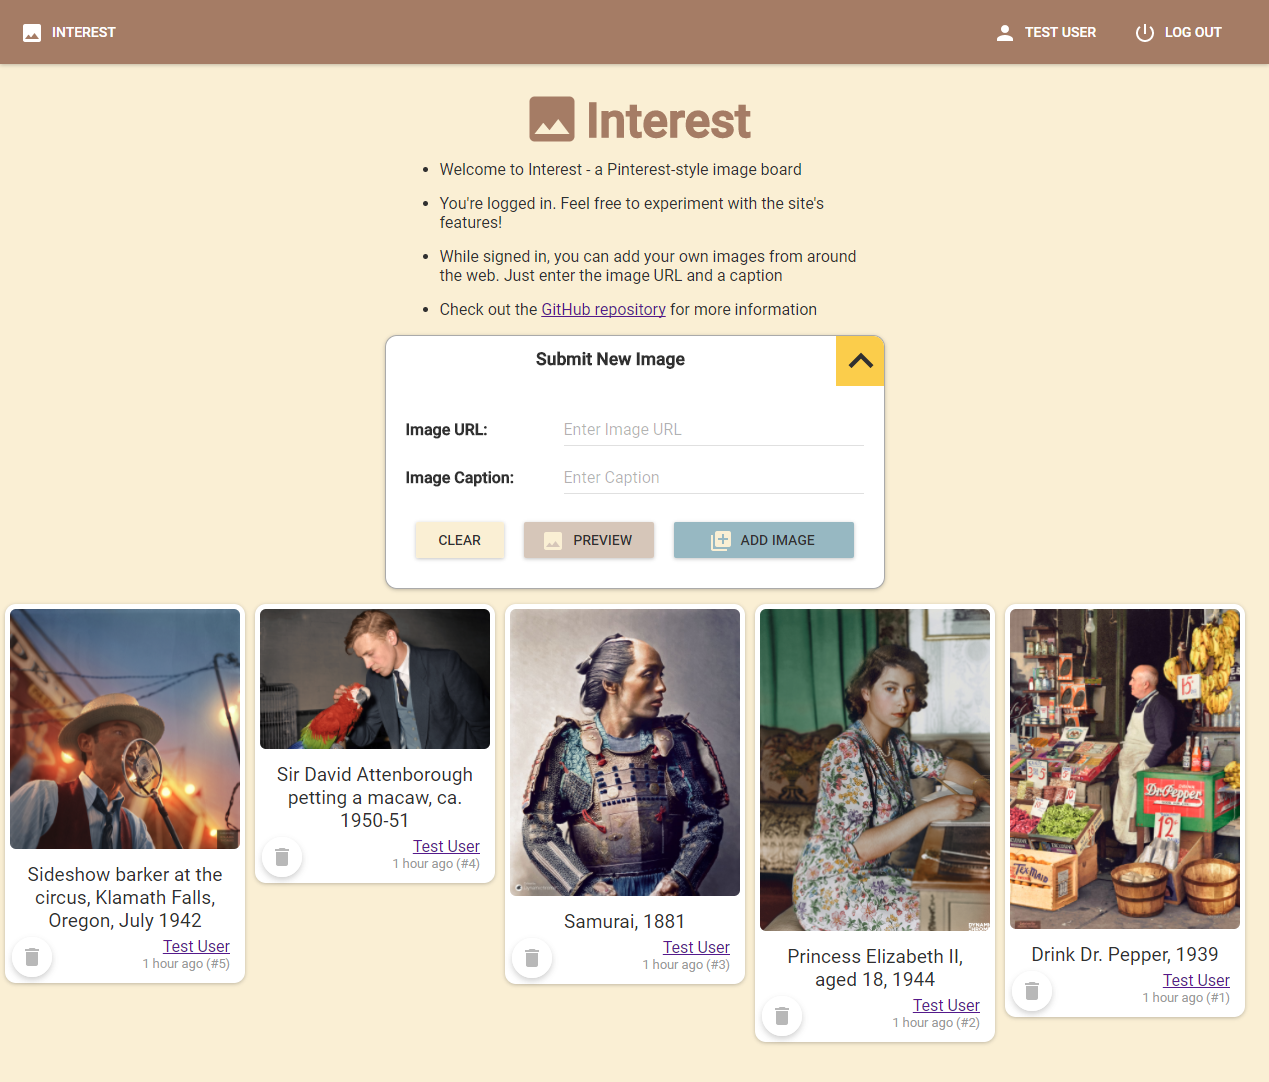 INTEREST
TEST USER
LOG OUT
Interest
Welcome to Interest - a Pinterest-style image board
You're logged in. Feel free to experiment with the site's
features!
While signed in, you can add your own images from around
the web. Just enter the image URL and a caption
Check out the GitHub repository for more information
Submit New Image
Image URL:
Enter Image URL
Image Caption:
Enter Caption
CLEAR
PREVIEW
ADD IMAGE
Sideshow barker at the
circus, Klamath Falls,
Oregon, July 1942
Test User
1 hour ago (#5)
Sir David Attenborough
petting a macaw, ca.
1950-51
Test User
1 hour ago (#4)
Samurai, 1881
Test User
1 hour ago (#3)
Princess Elizabeth II,
aged 18, 1944
Test User
1 hour ago (#2)
Dr.Pepper
12¢
TEX-MAID
Drink Dr. Pepper, 1939
Test User
1 hour ago (#1)